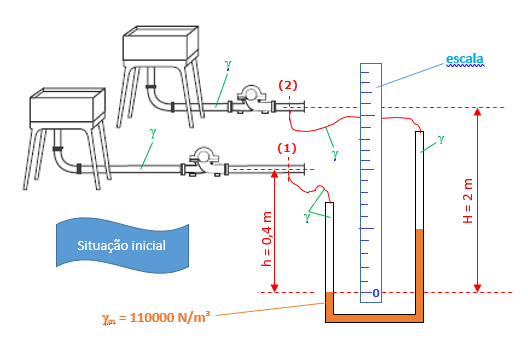 escala
γ
(2)
γ
γ
γ
(1)
γ
H = 2 m
h = 0,4 m
Situação inicial
0
γm = 110000 N/m³